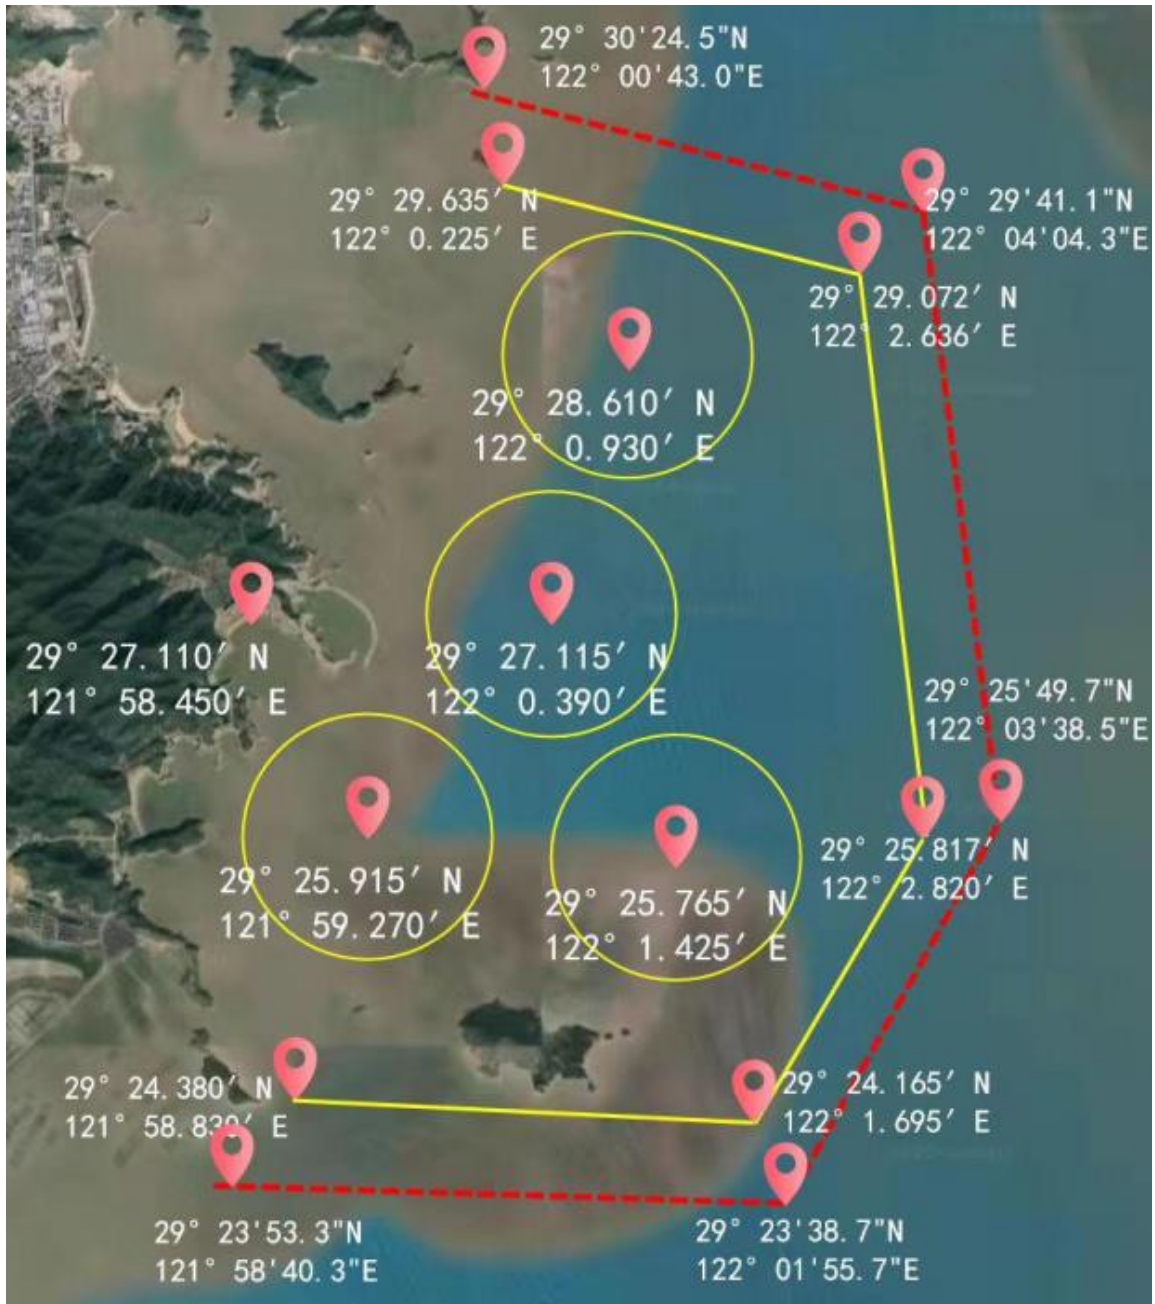 29° 30'24.5"N
122° 00'43.0"E
29° 29.635′ N
122° 0.225′ E
29° 29'41.1"N
122° 04'04.3"E
29° 29.072′ N
122° 2.636′ E
29° 28.610′ N
122° 0.930′ E
29° 27.110′ N
121° 58.450′ E
29° 27.115′ N
122° 0.390′ E
29° 25'49.7"N
122° 03'38.5"E
29° 25.915′ N
121° 59.270′ E
29° 25.765′ N
122° 1.425′ E
29° 25.817′ N
122° 2.820′ E
29° 24.380′ N
121° 58.830′ E
29° 24.165′ N
122° 1.695′ E
29° 23'53.3"N
121° 58'40.3"E
29° 23'38.7"N
122° 01'55.7"E